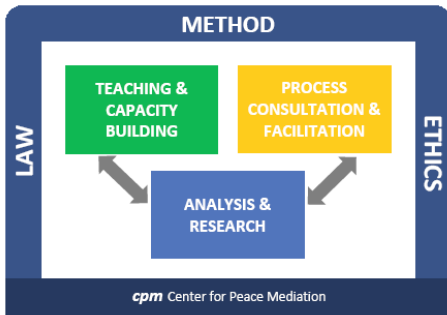 METHOD
LAW
TEACHING &
CAPACITY
BUILDING
PROCESS
CONSULTATION &
FACILITATION
ETHICS
ANALYSIS &
RESEARCH
cpm Center for Peace Mediation